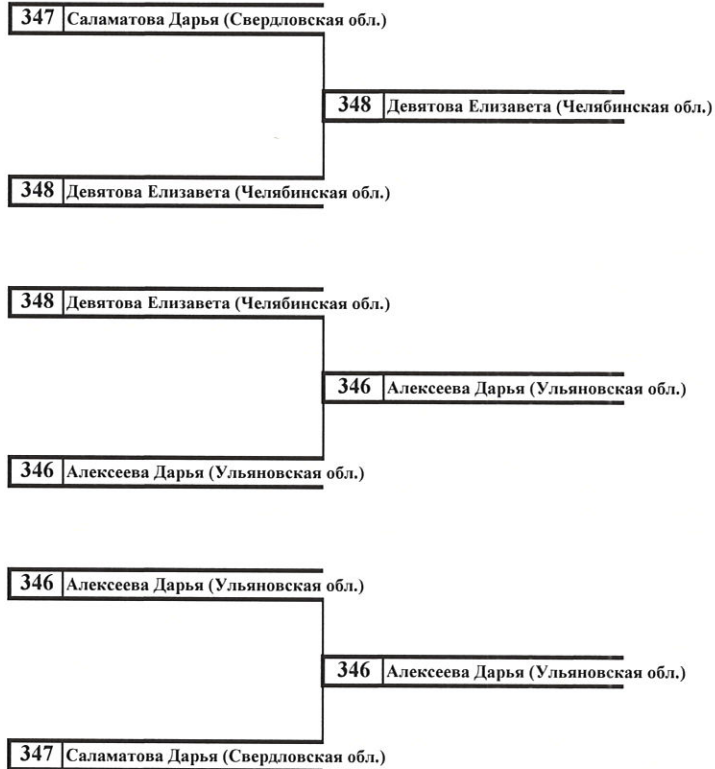 347 Саламатова Дарья (Свердловская обл.)
348 Девятова Елизавета (Челябинская обл.)
348 Девятова Елизавета (Челябинская обл.)
348 Девятова Елизавета (Челябинская обл.)
346 Алексеева Дарья (Ульяновская обл.)
346 Алексеева Дарья (Ульяновская обл.)
346 Алексеева Дарья (Ульяновская обл.)
346 Алексеева Дарья (Ульяновская обл.)
347 Саламатова Дарья (Свердловская обл.)